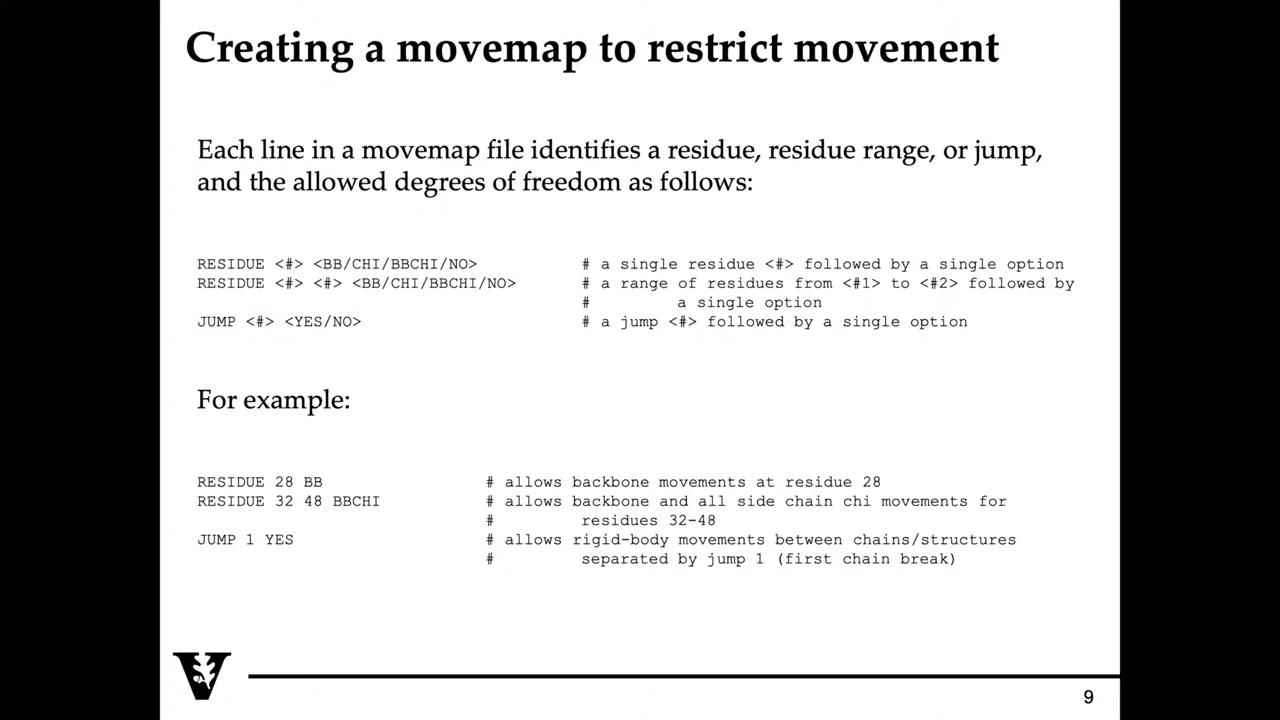 Creating a movemap to restrict movement
Each line in a movemap file identifies a residue, residue range, or jump,
and the allowed degrees of freedom as follows:
RESIDUE <#> <BB/CHI/BBCHI/NO> # a single residue <#> followed by a single option
RESIDUE <#> <#> <BB/CHI/BBCHI/NO> # a range of residues from <#1> to <#2> followed by
# a single option
JUMP <#> <YES/NO> # a jump <#> followed by a single option
For example:
RESIDUE 28 BB # allows backbone movements at residue 28
RESIDUE 32 48 BBCHI # allows backbone and all side chain chi movements for
# residues 32-48
JUMP 1 YES # allows rigid-body movements between chains/structures
# separated by jump 1 (first chain break)
V
9